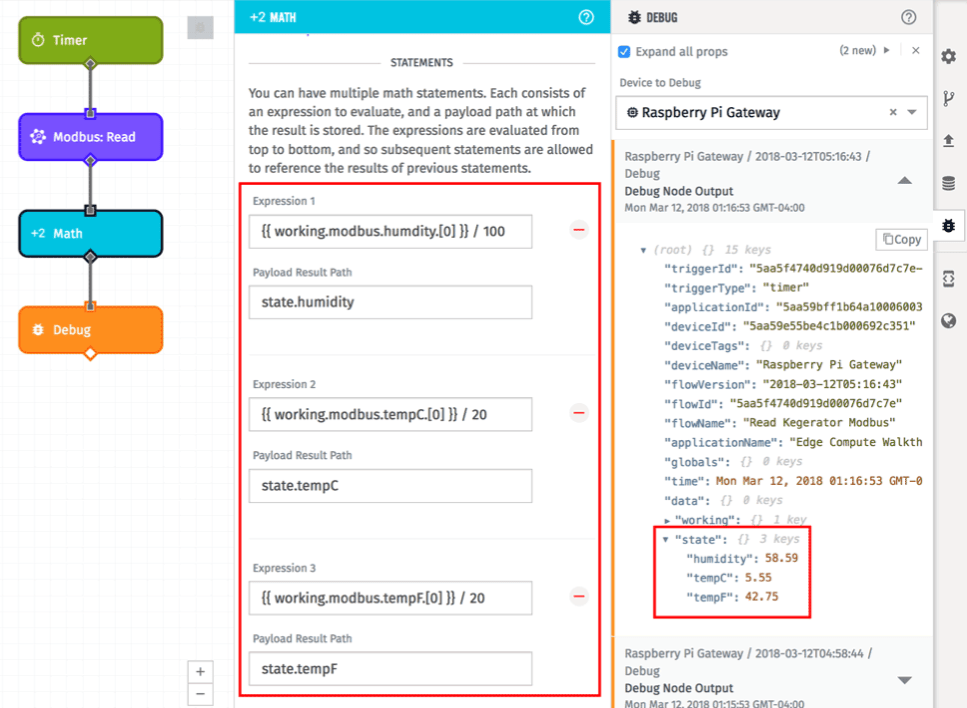 Timer
Modbus: Read
+2 Math
Debug
+
−
+2 MATH
STATEMENTS
You can have multiple math statements. Each consists of
an expression to evaluate, and a payload path at which
the result is stored. The expressions are evaluated from
top to bottom, and so subsequent statements are allowed
to reference the results of previous statements.
Expression 1
{{ working.modbus.humdity.[0] }} / 100
Payload Result Path
state.humidity
Expression 2
{{ working.modbus.tempC.[0] }} / 20
Payload Result Path
state.tempC
Expression 3
{{ working.modbus.tempF.[0] }} / 20
Payload Result Path
state.tempF
DEBUG
Expand all props
(2 new)
Device to Debug
Raspberry Pi Gateway
Raspberry Pi Gateway / 2018-03-12T05:16:43 /
Debug
Debug Node Output
Mon Mar 12, 2018 01:16:53 GMT-04:00
Copy
(root) {} 15 keys
"triggerId": "5aa5f4740d919d00076d7c7e-
"triggerType": "timer"
"applicationId": "5aa59bff1b64a10006003
"deviceId": "5aa59e55be4c1b000692c351"
"deviceTags": {} 0 keys
"deviceName": "Raspberry Pi Gateway"
"flowVersion": "2018-03-12T05:16:43"
"flowId": "5aa5f4740d919d00076d7c7e"
"flowName": "Read Kegerator Modbus"
"applicationName": "Edge Compute Walkth
"globals": {} 0 keys
"time": Mon Mar 12, 2018 01:16:53 GMT-0
"data": {} 0 keys
"working": {} 1 key
"state": {} 3 keys
"humidity": 58.59
"tempC": 5.55
"tempF": 42.75
Raspberry Pi Gateway / 2018-03-12T04:58:44 /
Debug
Debug Node Output
Mon Mar 12, 2018 01:15:53 GMT-04:00